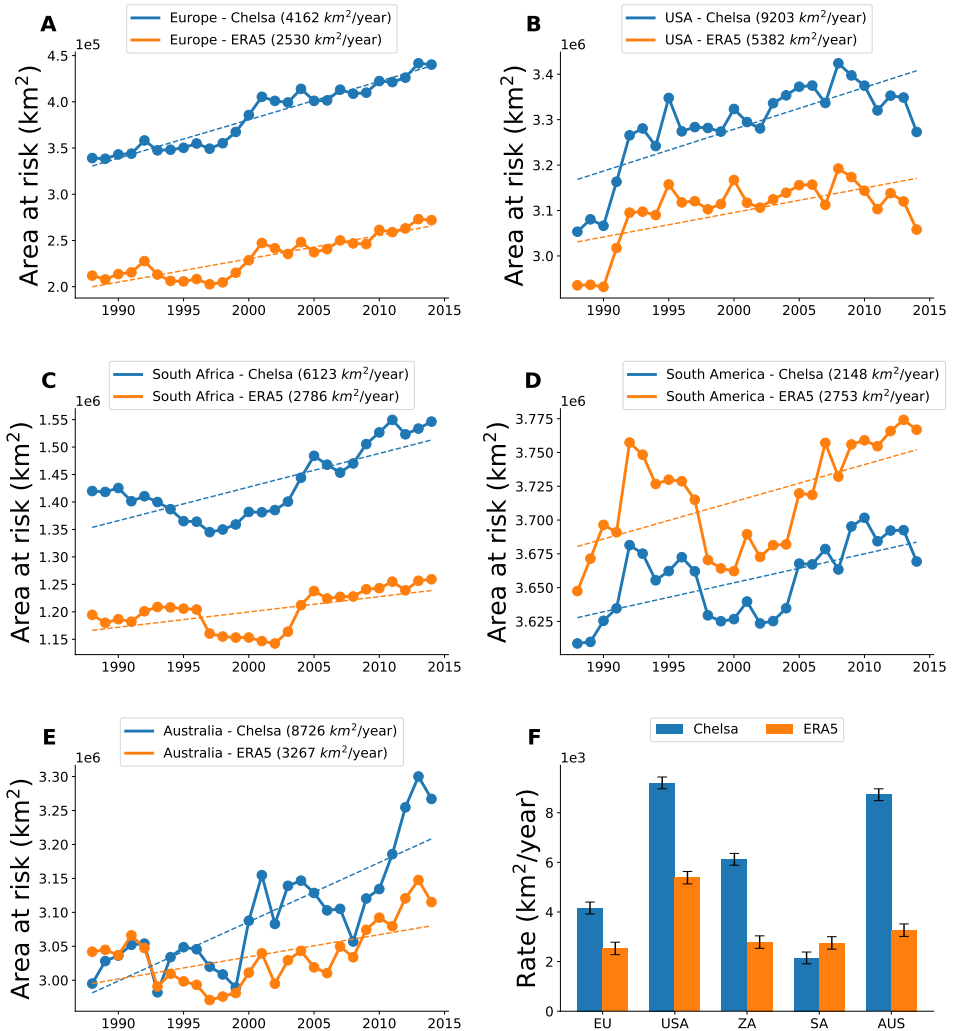 A
Europe - Chelsa (4162 km²/year)
Europe - ERA5 (2530 km²/year)
1e5
Area at risk (km²)
4.5
4.0
3.5
3.0
2.5
2.0
1990 1995 2000 2005 2010 2015
B
USA - Chelsa (9203 km²/year)
USA - ERA5 (5382 km²/year)
1e6
Area at risk (km²)
3.4
3.3
3.2
3.1
3.0
1990 1995 2000 2005 2010 2015
C
South Africa - Chelsa (6123 km²/year)
South Africa - ERA5 (2786 km²/year)
1e6
Area at risk (km²)
1.55
1.50
1.45
1.40
1.35
1.30
1.25
1.20
1.15
1990 1995 2000 2005 2010 2015
D
South America - Chelsa (2148 km²/year)
South America - ERA5 (2753 km²/year)
1e6
Area at risk (km²)
3.775
3.750
3.725
3.700
3.675
3.650
3.625
1990 1995 2000 2005 2010 2015
E
Australia - Chelsa (8726 km²/year)
Australia - ERA5 (3267 km²/year)
1e6
Area at risk (km²)
3.30
3.25
3.20
3.15
3.10
3.05
3.00
1990 1995 2000 2005 2010 2015
F
Chelsa ERA5
1e3
Rate (km²/year)
8
6
4
2
0
EU USA ZA SA AUS